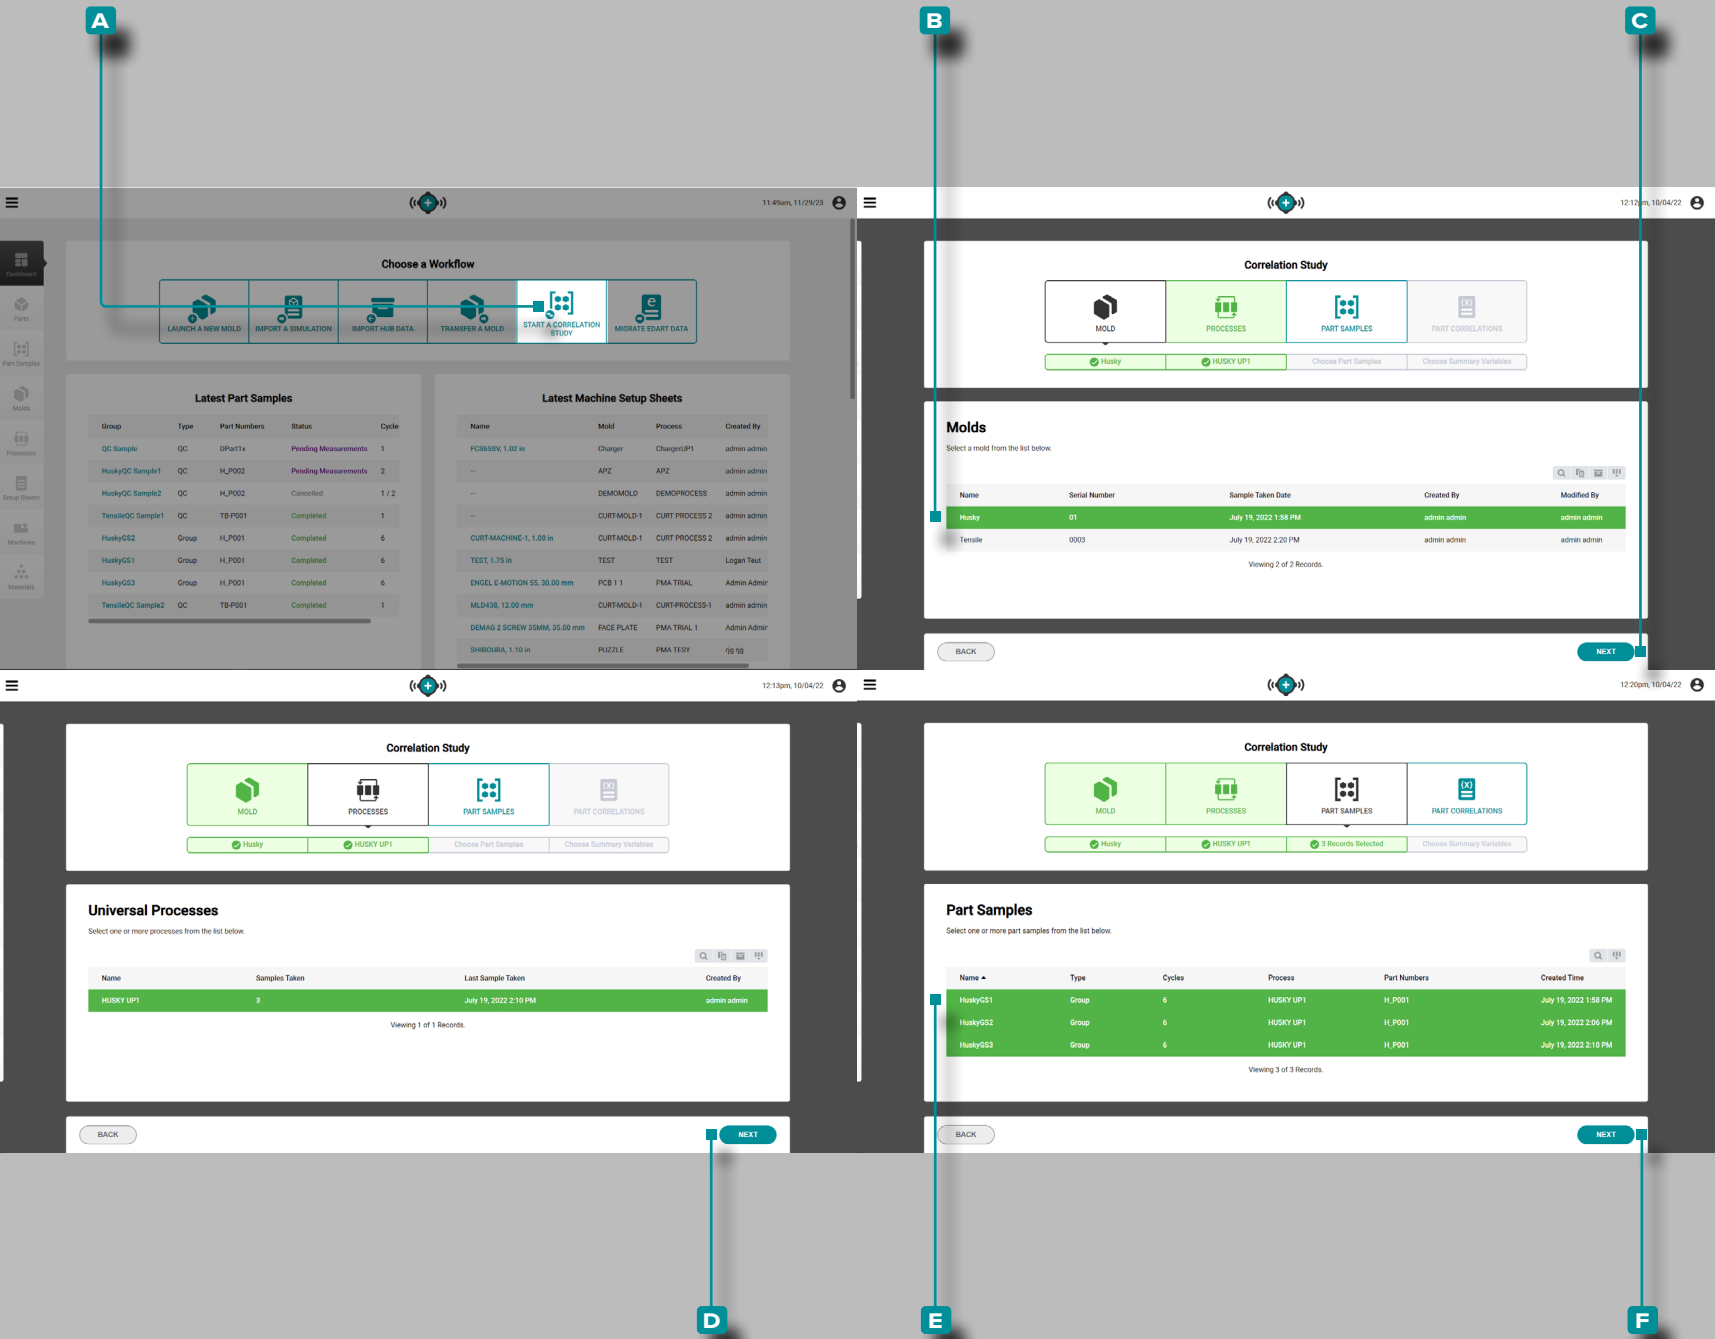 A
B
C
11:49am, 11/29/23
Choose a Workflow
LAUNCH A NEW MOLD
IMPORT A SIMULATION
IMPORT HUB DATA
TRANSFER A MOLD
START A CORRELATION
STUDY
MIGRATE EDART DATA
Dashboard
Parts
Part Samples
Molds
Processes
Setup Sheets
Machines
Materials
Latest Part Samples
Group Type Part Numbers Status Cycle
QC Sample QC DPart1x Pending Measurements 1
HuskyQC Sample1 QC H_P002 Pending Measurements 2
HuskyQC Sample2 QC H_P002 Cancelled 1 / 2
TensileQC Sample1 QC TB-P001 Completed 1
HuskyGS2 Group H_P001 Completed 6
HuskyGS1 Group H_P001 Completed 6
HuskyGS3 Group H_P001 Completed 6
TensileQC Sample2 QC TB-P001 Completed 1
Latest Machine Setup Sheets
Name Mold Process Created By
FC865BV, 1.02 in Charger ChargerUP1 admin admin
-- APZ APZ admin admin
-- DEMOMOLD DEMOPROCESS admin admin
-- CURT-MOLD-1 CURT PROCESS 2 admin admin
CURT-MACHINE-1, 1.00 in CURT-MOLD-1 CURT PROCESS 2 admin admin
TEST, 1.75 in TEST TEST Logan Teut
ENGEL E-MOTION 55, 30.00 mm PCB 1 1 PMA TRIAL Admin Admin
MLD438, 12.00 mm CURT-MOLD-1 CURT-PROCESS-1 admin admin
DEMAG 2 SCREW 35MM, 35.00 mm FACE PLATE PMA TRIAL 1 Admin Admin
SHIBOURA, 1.10 in PUZZLE PMA TESY rjg rjg
12:12pm, 10/04/22
Correlation Study
MOLD
PROCESSES
PART SAMPLES
{X}
PART CORRELATIONS
Husky
HUSKY UP1
Choose Part Samples
Choose Summary Variables
Molds
Select a mold from the list below.
Name Serial Number Sample Taken Date Created By Modified By
Husky 01 July 19, 2022 1:58 PM admin admin admin admin
Tensile 0003 July 19, 2022 2:20 PM admin admin admin admin
Viewing 2 of 2 Records.
BACK
NEXT
12:13pm, 10/04/22
Correlation Study
MOLD
PROCESSES
PART SAMPLES
{X}
PART CORRELATIONS
Husky
HUSKY UP1
Choose Part Samples
Choose Summary Variables
Universal Processes
Select one or more processes from the list below.
Name Samples Taken Last Sample Taken Created By
HUSKY UP1 3 July 19, 2022 2:10 PM admin admin
Viewing 1 of 1 Records.
BACK
NEXT
12:20pm, 10/04/22
Correlation Study
MOLD
PROCESSES
PART SAMPLES
{X}
PART CORRELATIONS
Husky
HUSKY UP1
3 Records Selected
Choose Summary Variables
Part Samples
Select one or more part samples from the list below.
Name Type Cycles Process Part Numbers Created Time
HuskyGS1 Group 6 HUSKY UP1 H_P001 July 19, 2022 1:58 PM
HuskyGS2 Group 6 HUSKY UP1 H_P001 July 19, 2022 2:06 PM
HuskyGS3 Group 6 HUSKY UP1 H_P001 July 19, 2022 2:10 PM
Viewing 3 of 3 Records.
BACK
NEXT
D
E
F